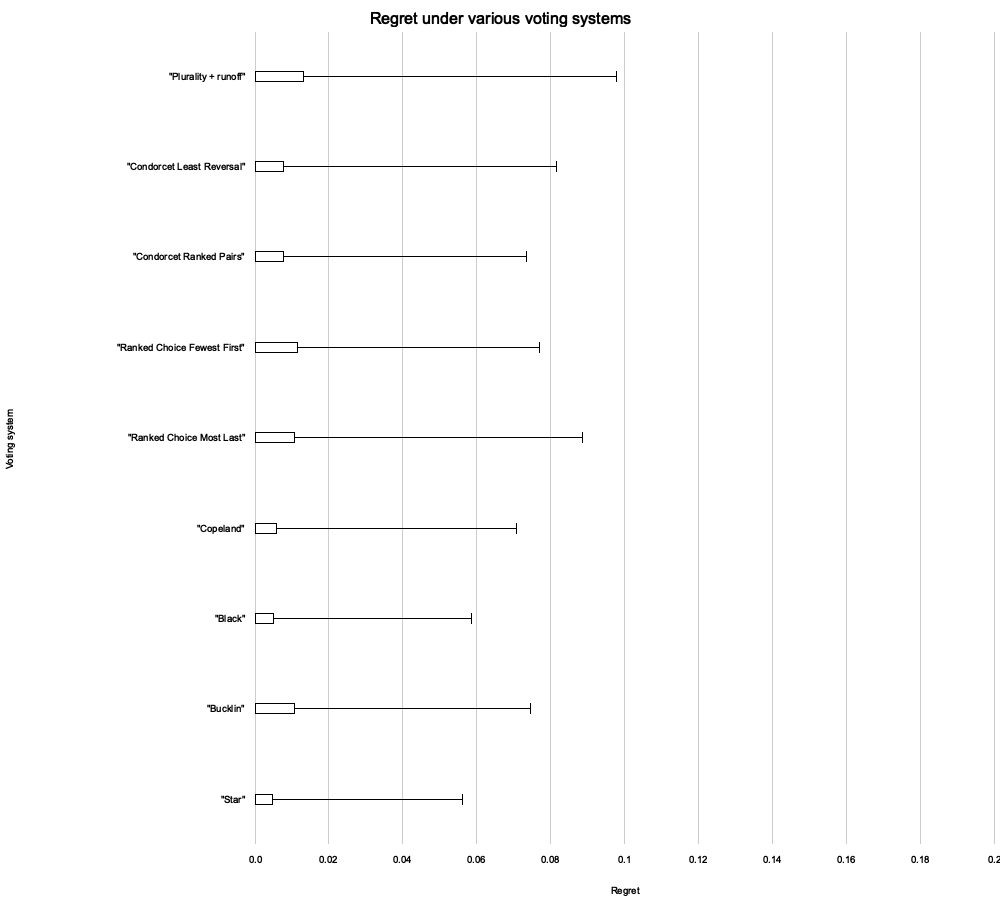 Regret under various voting systems
"Plurality + runoff"
"Condorcet Least Reversal"
"Condorcet Ranked Pairs"
"Ranked Choice Fewest First"
Voting system
"Ranked Choice Most Last"
"Copeland"
"Black"
"Bucklin"
"Star"
0.0 0.02 0.04 0.06 0.08 0.1 0.12 0.14 0.16 0.18 0.2
Regret